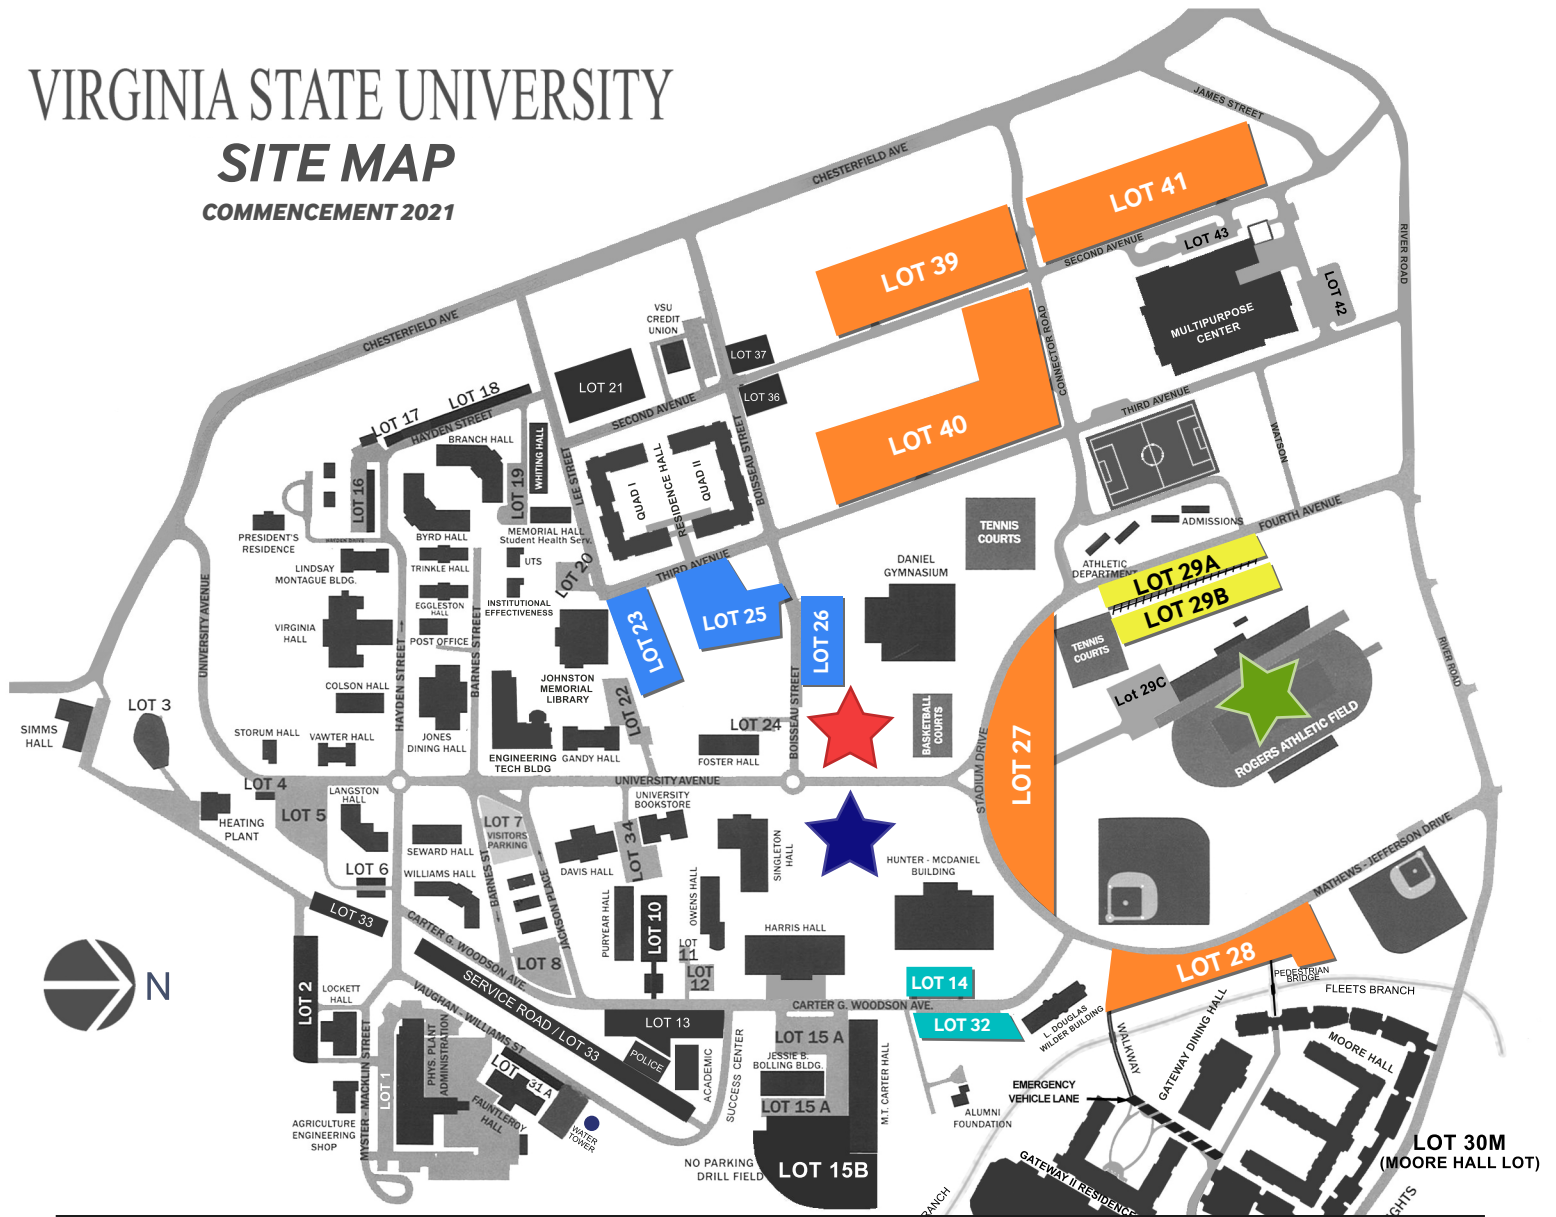 VIRGINIA STATE UNIVERSITY
SITE MAP
COMMENCEMENT 2021
JAMES STREET
CHESTERFIELD AVE
LOT 41
LOT 39
SECOND AVENUE
LOT 43
RIVER ROAD
LOT 42
MULTIPURPOSE
CENTER
CHESTERFIELD AVE
VSU
CREDIT
UNION
LOT 37
LOT 36
LOT 21
SECOND AVENUE
CONNECTOR ROAD
THIRD AVENUE
LOT 40
LOT 18
LOT 17
HAYDEN STREET
BRANCH HALL
WHITING HALL
LOT 19
LOT 16
LEE STREET
QUAD I
RESIDENCE HALL
QUAD II
BOISSEAU STREET
WATSON
FOURTH AVENUE
PRESIDENT'S
RESIDENCE
HAYDEN DRIVE
BYRD HALL
MEMORIAL HALL
Student Health Serv.
TENNIS
COURTS
ADMISSIONS
ATHLETIC
DEPARTMENT
LINDSAY
MONTAGUE BLDG.
TRINKLE HALL
UTS
LOT 20
THIRD AVENUE
DANIEL
GYMNASIUM
LOT 29A
LOT 29B
EGGLESTON
HALL
INSTITUTIONAL
EFFECTIVENESS
LOT 23
LOT 25
LOT 26
TENNIS
COURTS
UNIVERSITY AVENUE
VIRGINIA
HALL
POST OFFICE
BARNES STREET
HAYDEN STREET
JOHNSTON
MEMORIAL
LIBRARY
Lot 29C
RIVER ROAD
COLSON HALL
LOT 22
BOISSEAU STREET
SIMMS
HALL
LOT 3
STORUM HALL
VAWTER HALL
JONES
DINING HALL
ENGINEERING
TECH BLDG
GANDY HALL
LOT 24
FOSTER HALL
BASKETBALL
COURTS
STADIUM DRIVE
LOT 27
ROGERS ATHLETIC FIELD
UNIVERSITY AVENUE
LOT 4
LANGSTON
HALL
LOT 5
HEATING
PLANT
LOT 7
VISITORS
PARKING
UNIVERSITY
BOOKSTORE
LOT 34
SINGLETON
HALL
MATHEWS - JEFFERSON DRIVE
SEWARD HALL
DAVIS HALL
HUNTER - MCDANIEL
BUILDING
LOT 6
WILLIAMS HALL
BARNES ST
JACKSON PLACE
PURYEAR HALL
LOT 10
OWENS HALL
LOT 33
CARTER G. WOODSON AVE
HARRIS HALL
LOT 11
LOT 12
LOT 8
LOT 14
LOT 28
PEDESTRIAN
BRIDGE
FLEETS BRANCH
N
LOT 2
LOCKETT
HALL
VAUGHAN - WILLIAMS ST
SERVICE ROAD / LOT 33
CARTER G. WOODSON AVE.
LOT 13
LOT 32
L. DOUGLAS
WILDER BUILDING
WALKWAY
GATEWAY DINING HALL
MOORE HALL
PHYS. PLANT
ADMINISTRATION
MYSTER - MACKLIN STREET
LOT 1
LOT 31 A
POLICE
ACADEMIC
SUCCESS CENTER
LOT 15 A
JESSIE B.
BOLLING BLDG.
LOT 15 A
M.T. CARTER HALL
EMERGENCY
VEHICLE LANE
ALUMNI
FOUNDATION
AGRICULTURE
ENGINEERING
SHOP
FAUNTLEROY
HALL
WATER
TOWER
NO PARKING
DRILL FIELD
LOT 15B
GATEWAY II RESIDENCE
LOT 30M
(MOORE HALL LOT)